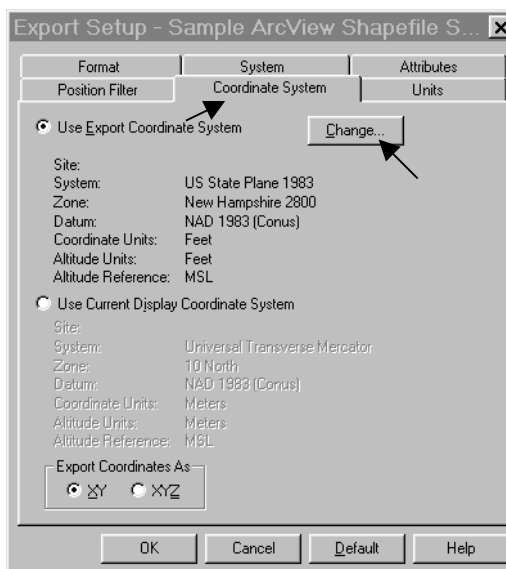 Export Setup - Sample ArcView Shapefile S...
Format System Attributes
Position Filter Coordinate System Units
Use Export Coordinate System Change...
Site:
System: US State Plane 1983
Zone: New Hampshire 2800
Datum: NAD 1983 (Conus)
Coordinate Units: Feet
Altitude Units: Feet
Altitude Reference: MSL
Use Current Display Coordinate System
Site:
System: Universal Transverse Mercator
Zone: 10 North
Datum: NAD 1983 (Conus)
Coordinate Units: Meters
Altitude Units: Meters
Altitude Reference: MSL
Export Coordinates As
XY XYZ
OK Cancel Default Help